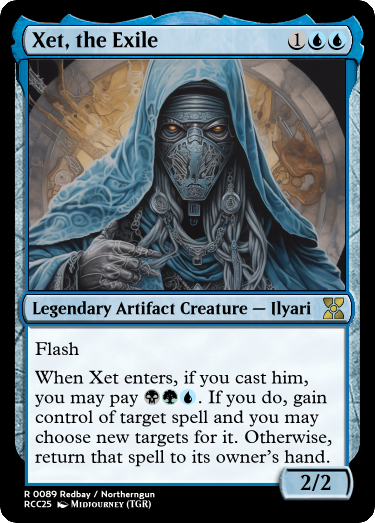 Xet, the Exile 1
Legendary Artifact Creature — Ilyari
Flash
When Xet enters, if you cast him,
you may pay . If you do, gain
control of target spell and you may
choose new targets for it. Otherwise,
return that spell to its owner's hand.
2/2
R 0089 Redbay / Northerngun
RCC25 Midjourney (TGR)